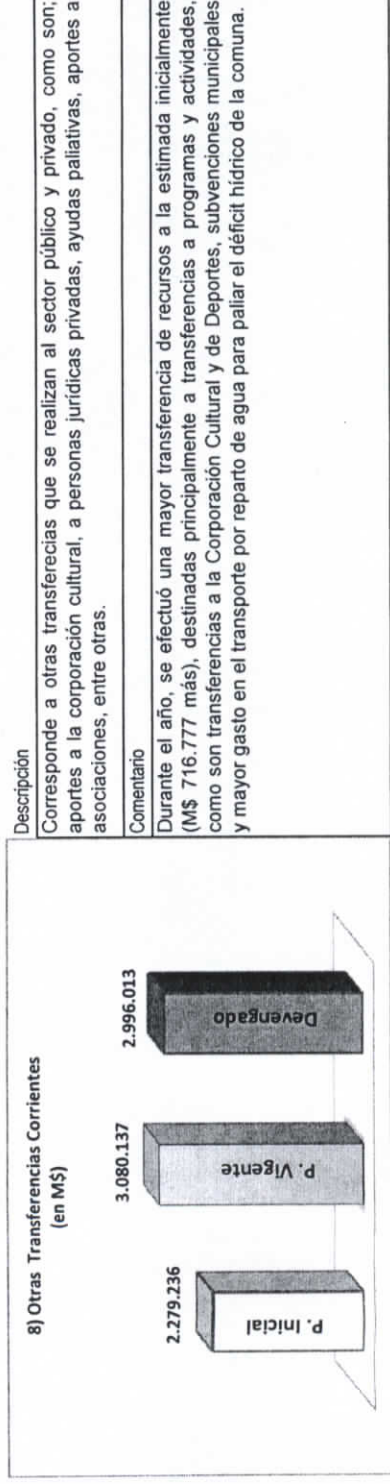 8) Otras Transferencias Corrientes
(en M$)
2.279.236
3.080.137
2.996.013
P. Inicial
P. Vigente
Devengado
Descripción
Corresponde a otras transferecias que se realizan al sector público y privado, como son;
aportes a la corporación cultural, a personas jurídicas privadas, ayudas paliativas, aportes a
asociaciones, entre otras.
Comentario
Durante el año, se efectuó una mayor transferencia de recursos a la estimada inicialmente
(M$ 716.777 más), destinadas principalmente a transferencias a programas y actividades,
como son transferencias a la Corporación Cultural y de Deportes, subvenciones municipales
y mayor gasto en el transporte por reparto de agua para paliar el déficit hídrico de la comuna.